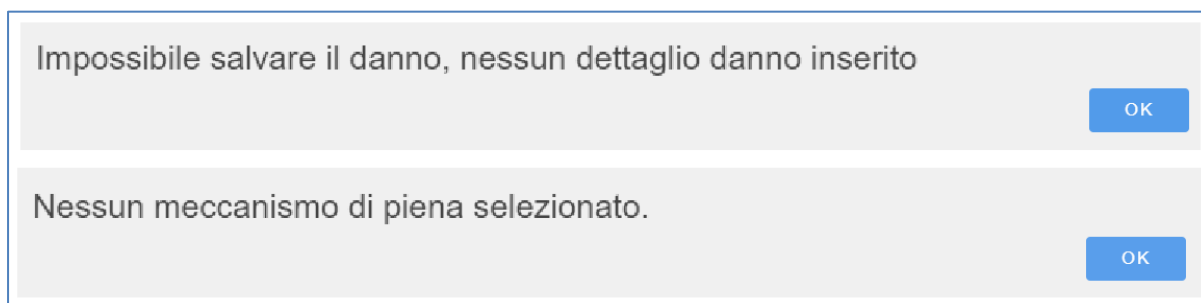 Impossibile salvare il danno, nessun dettaglio danno inserito
OK
Nessun meccanismo di piena selezionato.
OK